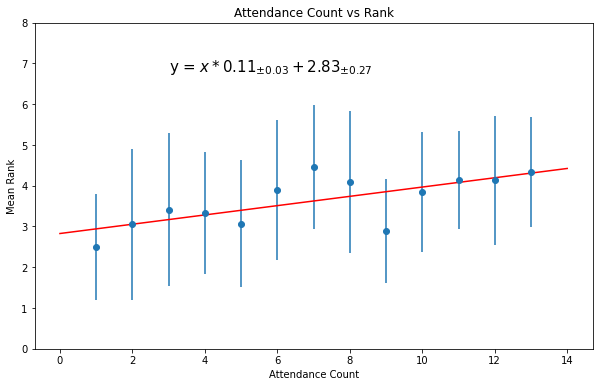 Attendance Count vs Rank
8
7
6
5
4
3
2
1
0
Mean Rank
y = x * 0.11±0.03 + 2.83±0.27
0 2 4 6 8 10 12 14
Attendance Count